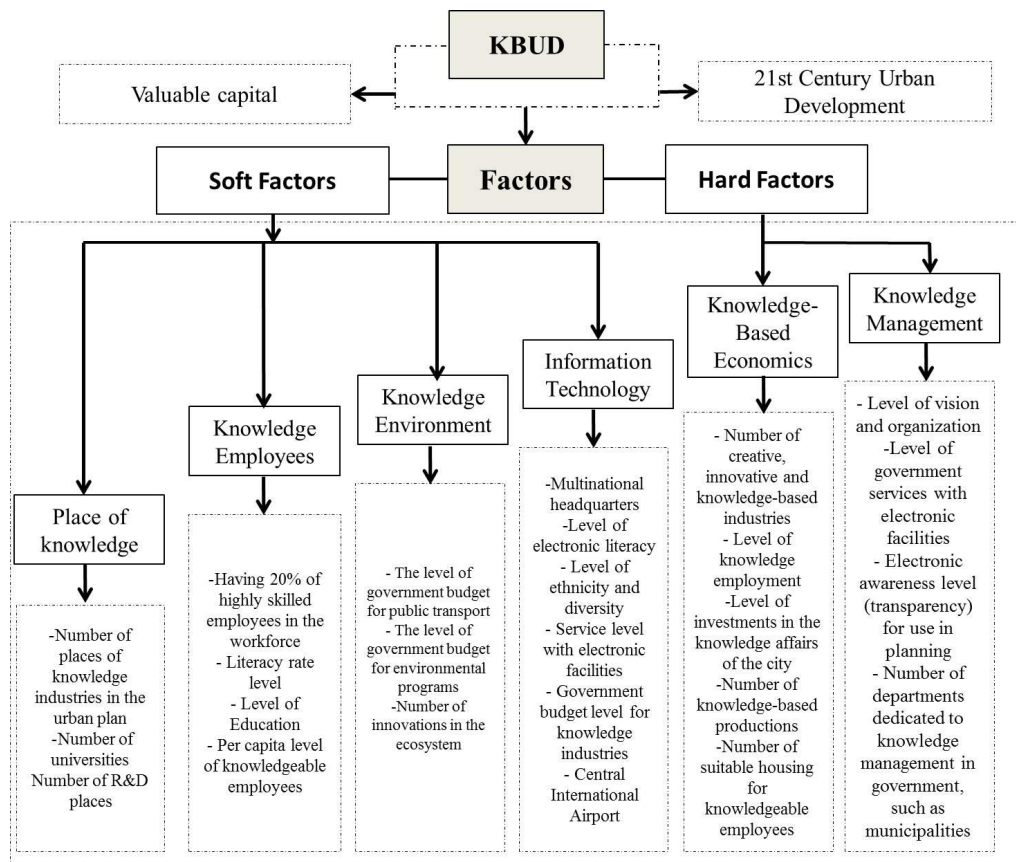 KBUD
Valuable capital
21st Century Urban
Development
Soft Factors
Factors
Hard Factors
Place of
knowledge
-Number of
places of
knowledge
industries in the
urban plan
-Number of
universities
Number of R&D
places
Knowledge
Employees
-Having 20% of
highly skilled
employees in the
workforce
- Literacy rate
level
- Level of
Education
- Per capita level
of knowledgeable
employees
Knowledge
Environment
- The level of
government budget
for public transport
- The level of
government budget
for environmental
programs
- Number of
innovations in the
ecosystem
Information
Technology
-Multinational
headquarters
-Level of
electronic literacy
- Level of
ethnicity and
diversity
- Service level
with electronic
facilities
- Government
budget level for
knowledge
industries
- Central
International
Airport
Knowledge-
Based
Economics
- Number of
creative,
innovative and
knowledge-based
industries
- Level of
knowledge
employment
-Level of
investments in the
knowledge affairs
of the city
-Number of
knowledge-based
productions
-Number of
suitable housing
for
knowledgeable
employees
Knowledge
Management
- Level of vision
and organization
-Level of
government
services with
electronic
facilities
- Electronic
awareness level
(transparency)
for use in
planning
- Number of
departments
dedicated to
knowledge
management in
government,
such as
municipalities